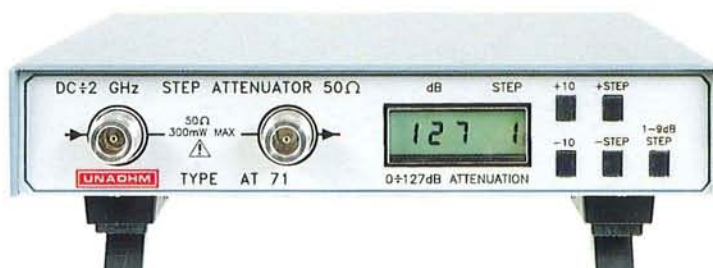 DC÷2 GHz STEP ATTENUATOR 50Ω
dB STEP
+10 +STEP
50Ω
300mW MAX
127 1
-10 -STEP
1-9dB
STEP
UNAOHM TYPE AT 71
0÷127dB ATTENUATION